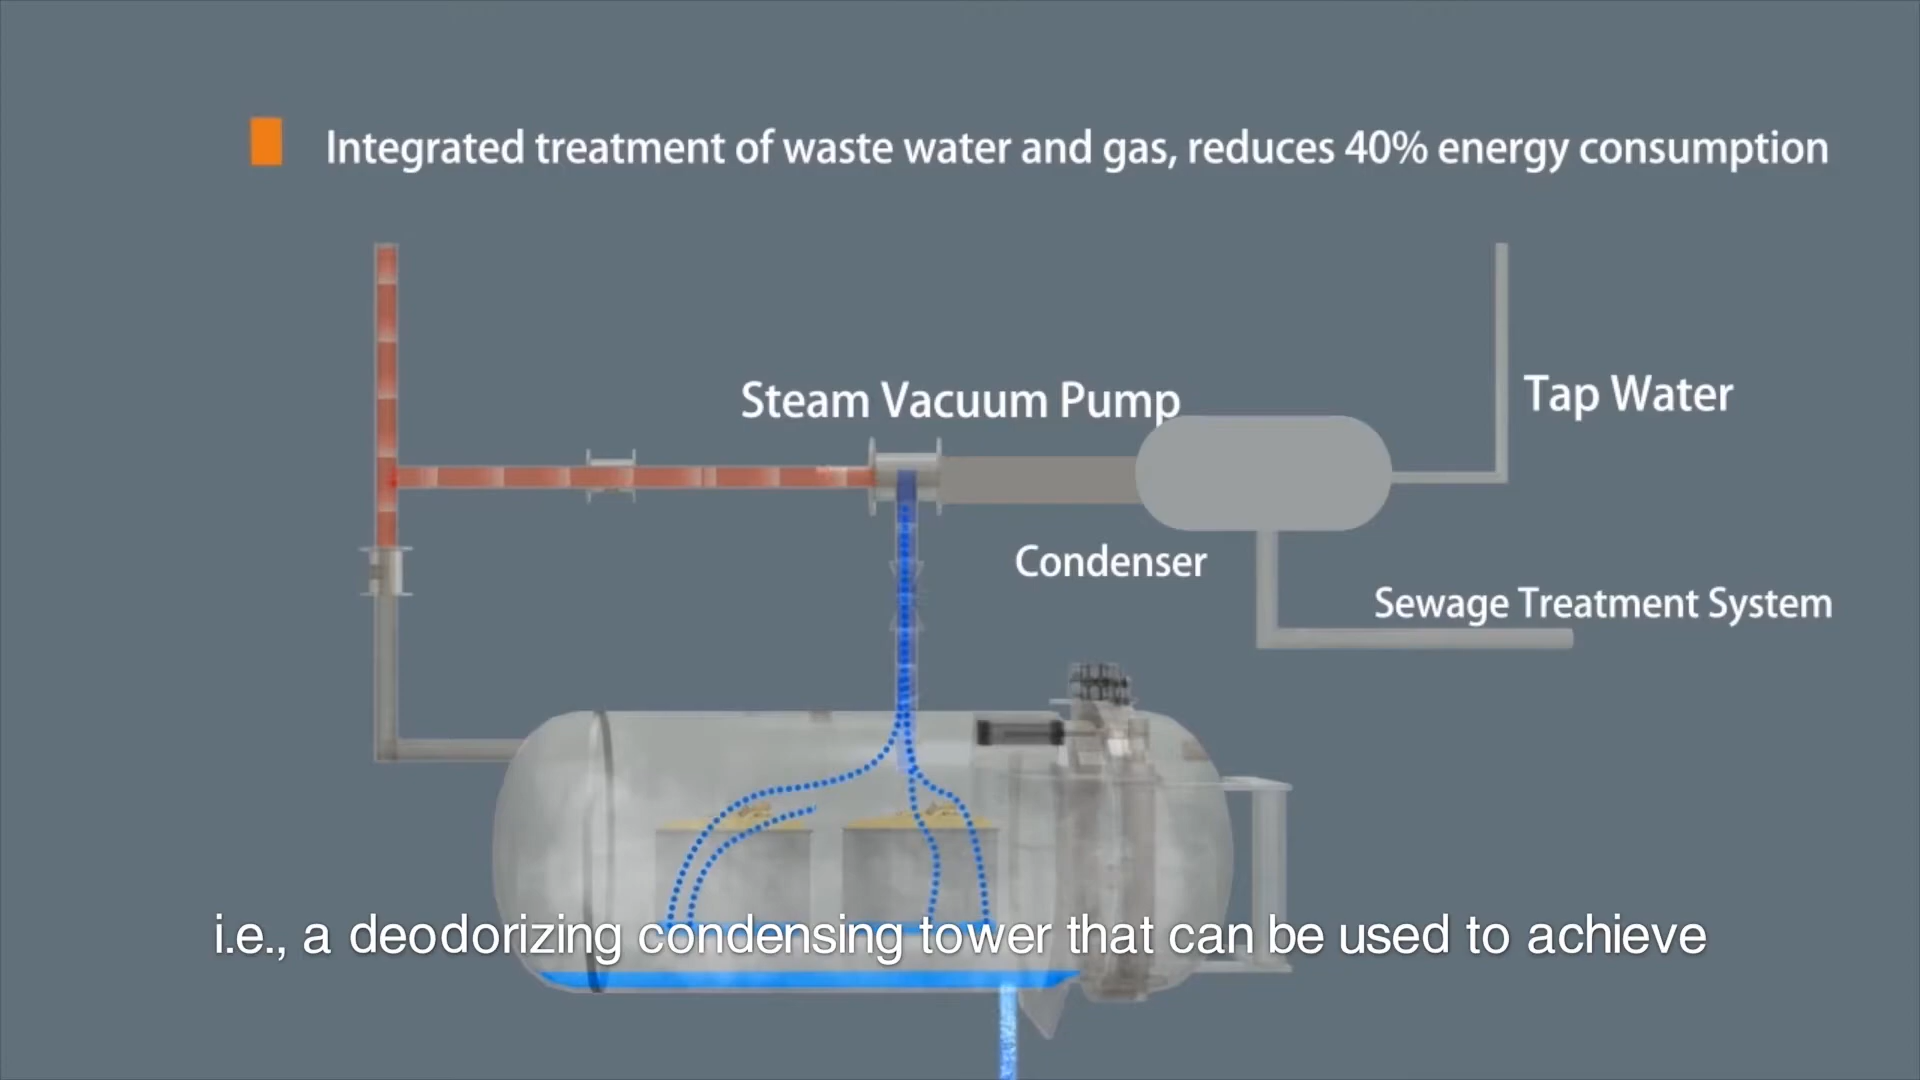 Integrated treatment of waste water and gas, reduces 40% energy consumption
Steam Vacuum Pump
Tap Water
Condenser
Sewage Treatment System
i.e., a deodorizing condensing tower that can be used to achieve